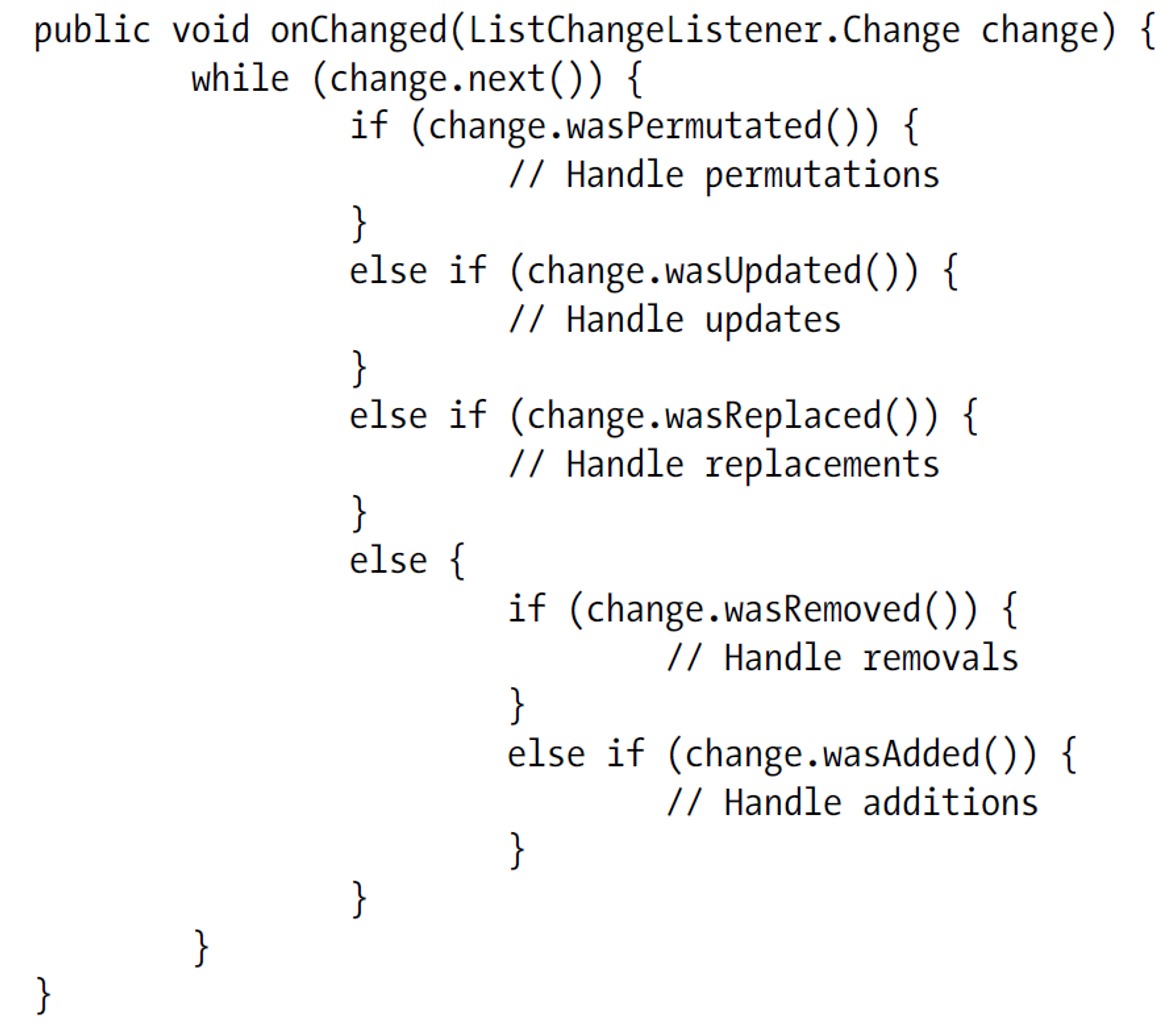 public void onChanged(ListChangeListener.Change change) {
        while (change.next()) {
                if (change.wasPermutated()) {
                        // Handle permutations
                }
                else if (change.wasUpdated()) {
                        // Handle updates
                }
                else if (change.wasReplaced()) {
                        // Handle replacements
                }
                else {
                        if (change.wasRemoved()) {
                                // Handle removals
                        }
                        else if (change.wasAdded()) {
                                // Handle additions
                        }
                }
        }
}